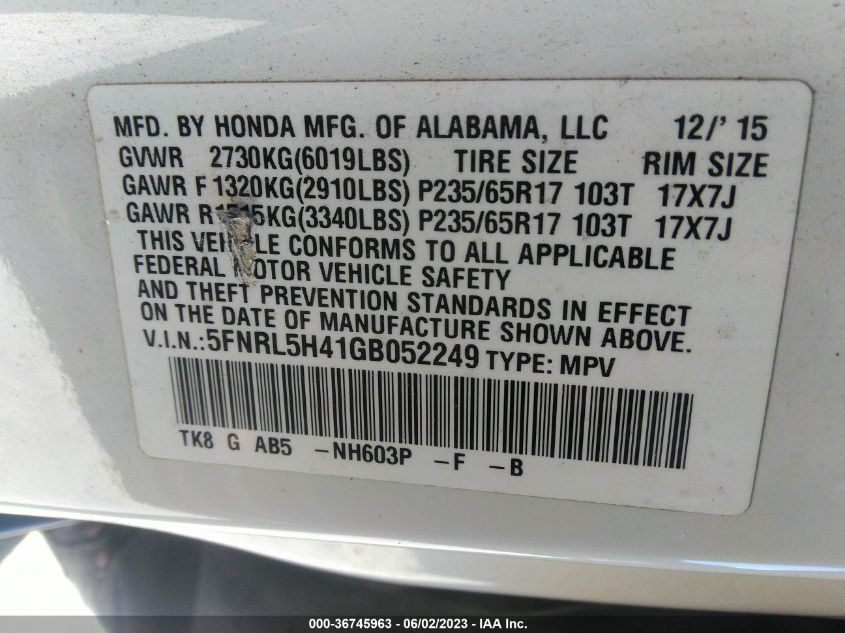 MFD. BY HONDA MFG. OF ALABAMA, LLC 12/' 15
GVWR 2730KG(6019LBS) TIRE SIZE RIM SIZE
GAWR F 1320KG(2910LBS) P235/65R17 103T 17X7J
GAWR R KG(3340LBS) P235/65R17 103T 17X7J
THIS VEHICLE CONFORMS TO ALL APPLICABLE
FEDERAL MOTOR VEHICLE SAFETY
AND THEFT PREVENTION STANDARDS IN EFFECT
ON THE DATE OF MANUFACTURE SHOWN ABOVE.
V.I.N.:5FNRL5H41GB052249 TYPE: MPV
TK8 G AB5 -NH603P -F -B
000-36745963 - 06/02/2023 - IAA Inc.